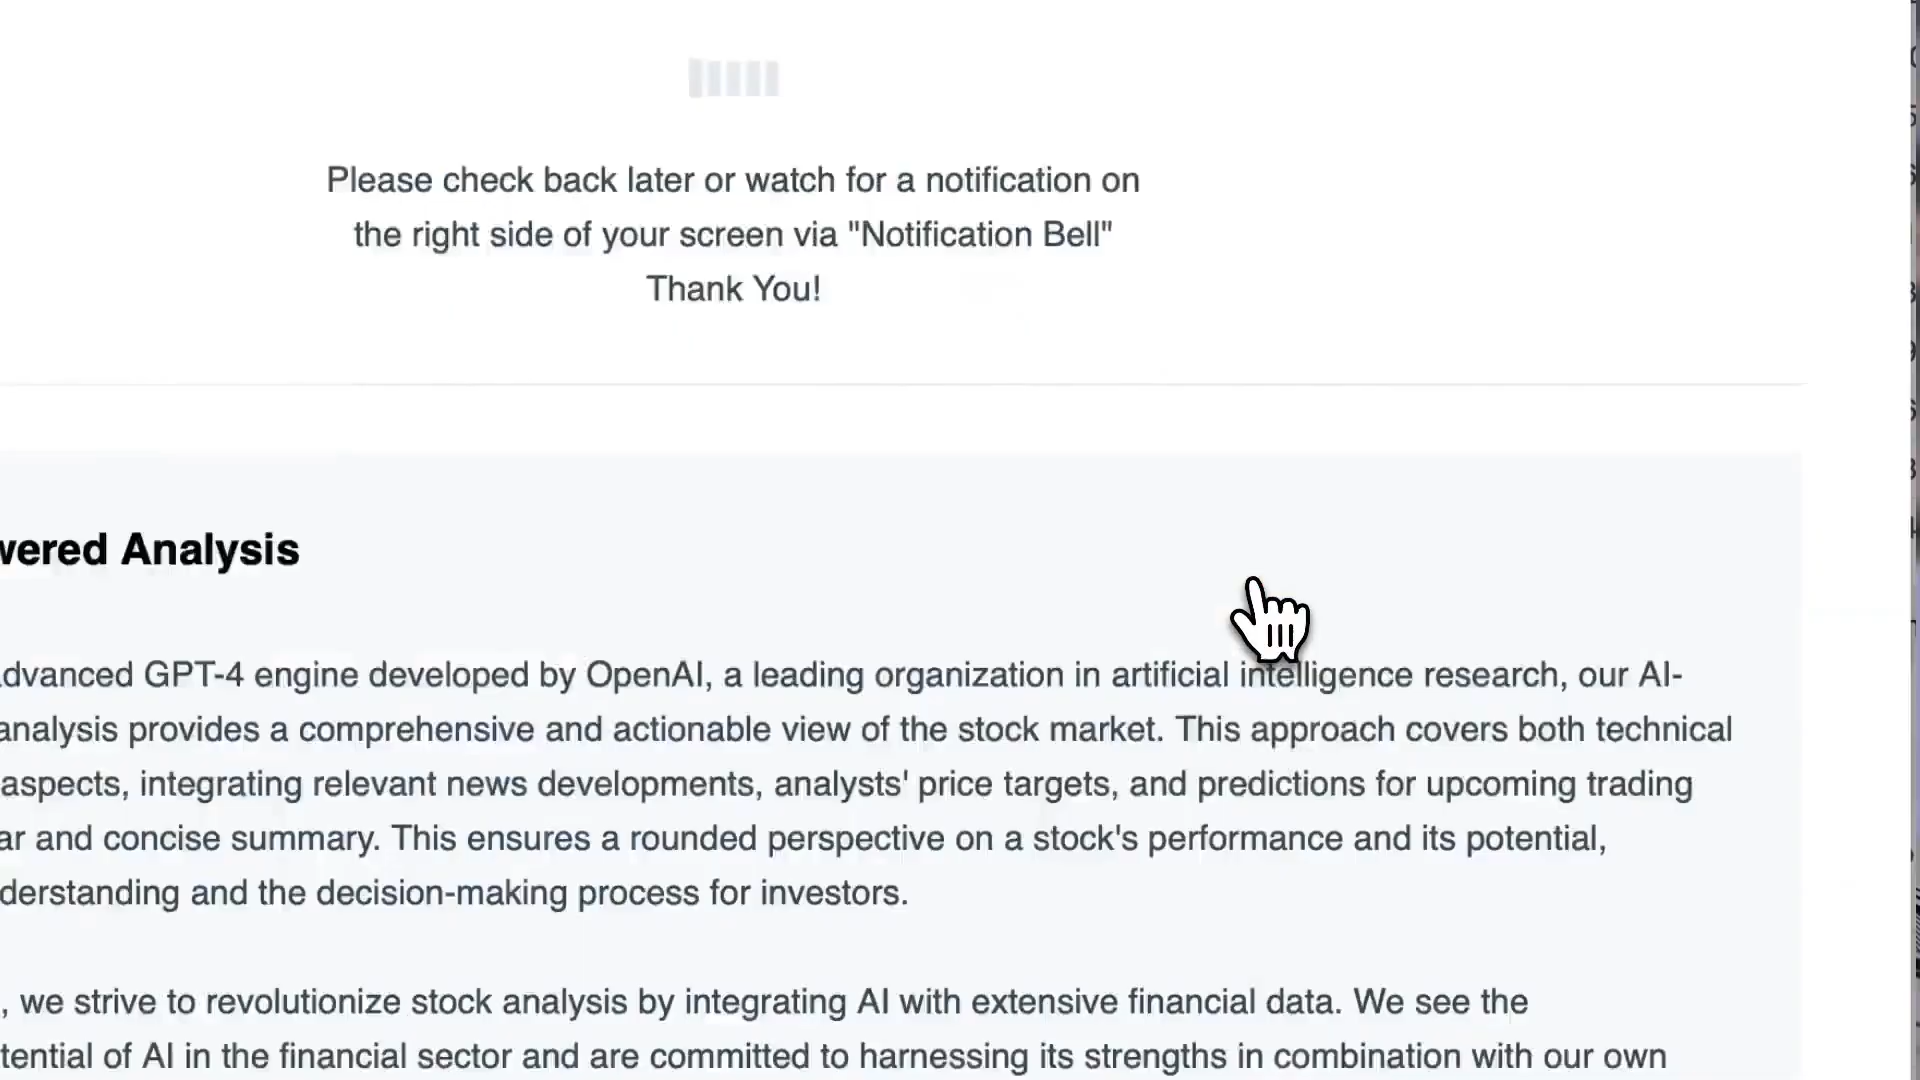 Please check back later or watch for a notification on
the right side of your screen via "Notification Bell"
Thank You!
wered Analysis
dvanced GPT-4 engine developed by OpenAI, a leading organization in artificial intelligence research, our AI-
analysis provides a comprehensive and actionable view of the stock market. This approach covers both technical
aspects, integrating relevant news developments, analysts' price targets, and predictions for upcoming trading
ar and concise summary. This ensures a rounded perspective on a stock's performance and its potential,
derstanding and the decision-making process for investors.
, we strive to revolutionize stock analysis by integrating AI with extensive financial data. We see the
tential of AI in the financial sector and are committed to harnessing its strengths in combination with our own